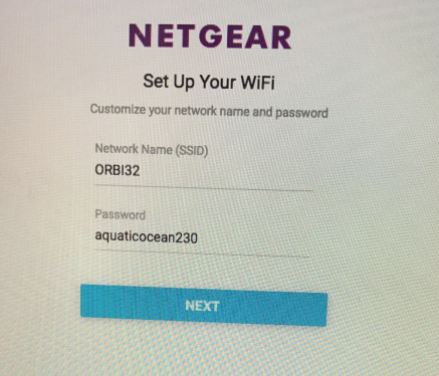 NETGEAR
Set Up Your WiFi
Customize your network name and password
Network Name (SSID)
ORBI32
Password
aquaticocean230
NEXT